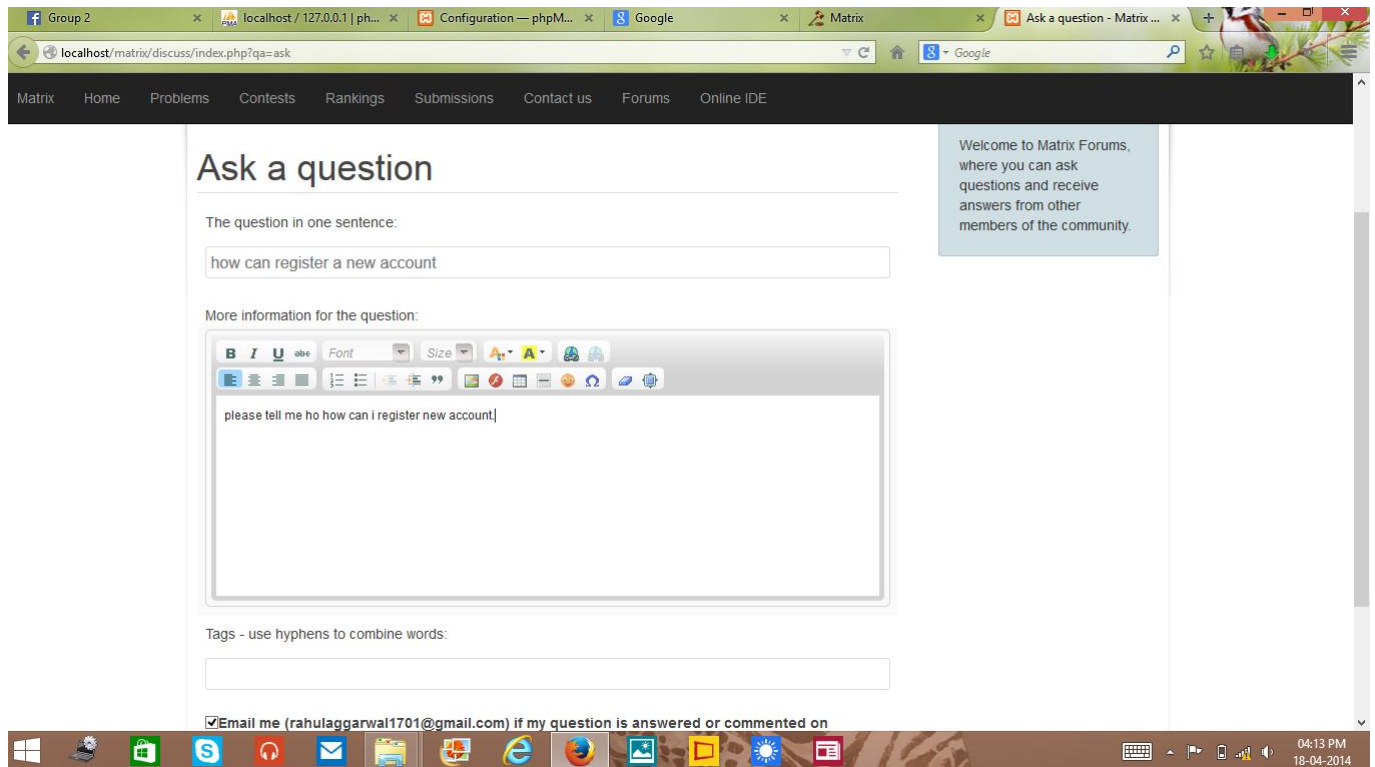 Group 2
localhost / 127.0.0.1 | ph...
Configuration — phpM...
Google
Matrix
Ask a question - Matrix ...
localhost/matrix/discuss/index.php?qa=ask
Google
Matrix Home Problems Contests Rankings Submissions Contact us Forums Online IDE
Ask a question
Welcome to Matrix Forums,
where you can ask
questions and receive
answers from other
members of the community.
The question in one sentence:
how can register a new account
More information for the question:
B I U abc Font Size A A
please tell me ho how can i register new account.
Tags - use hyphens to combine words:
Email me (rahulaggarwal1701@gmail.com) if my question is answered or commented on
04:13 PM
18-04-2014